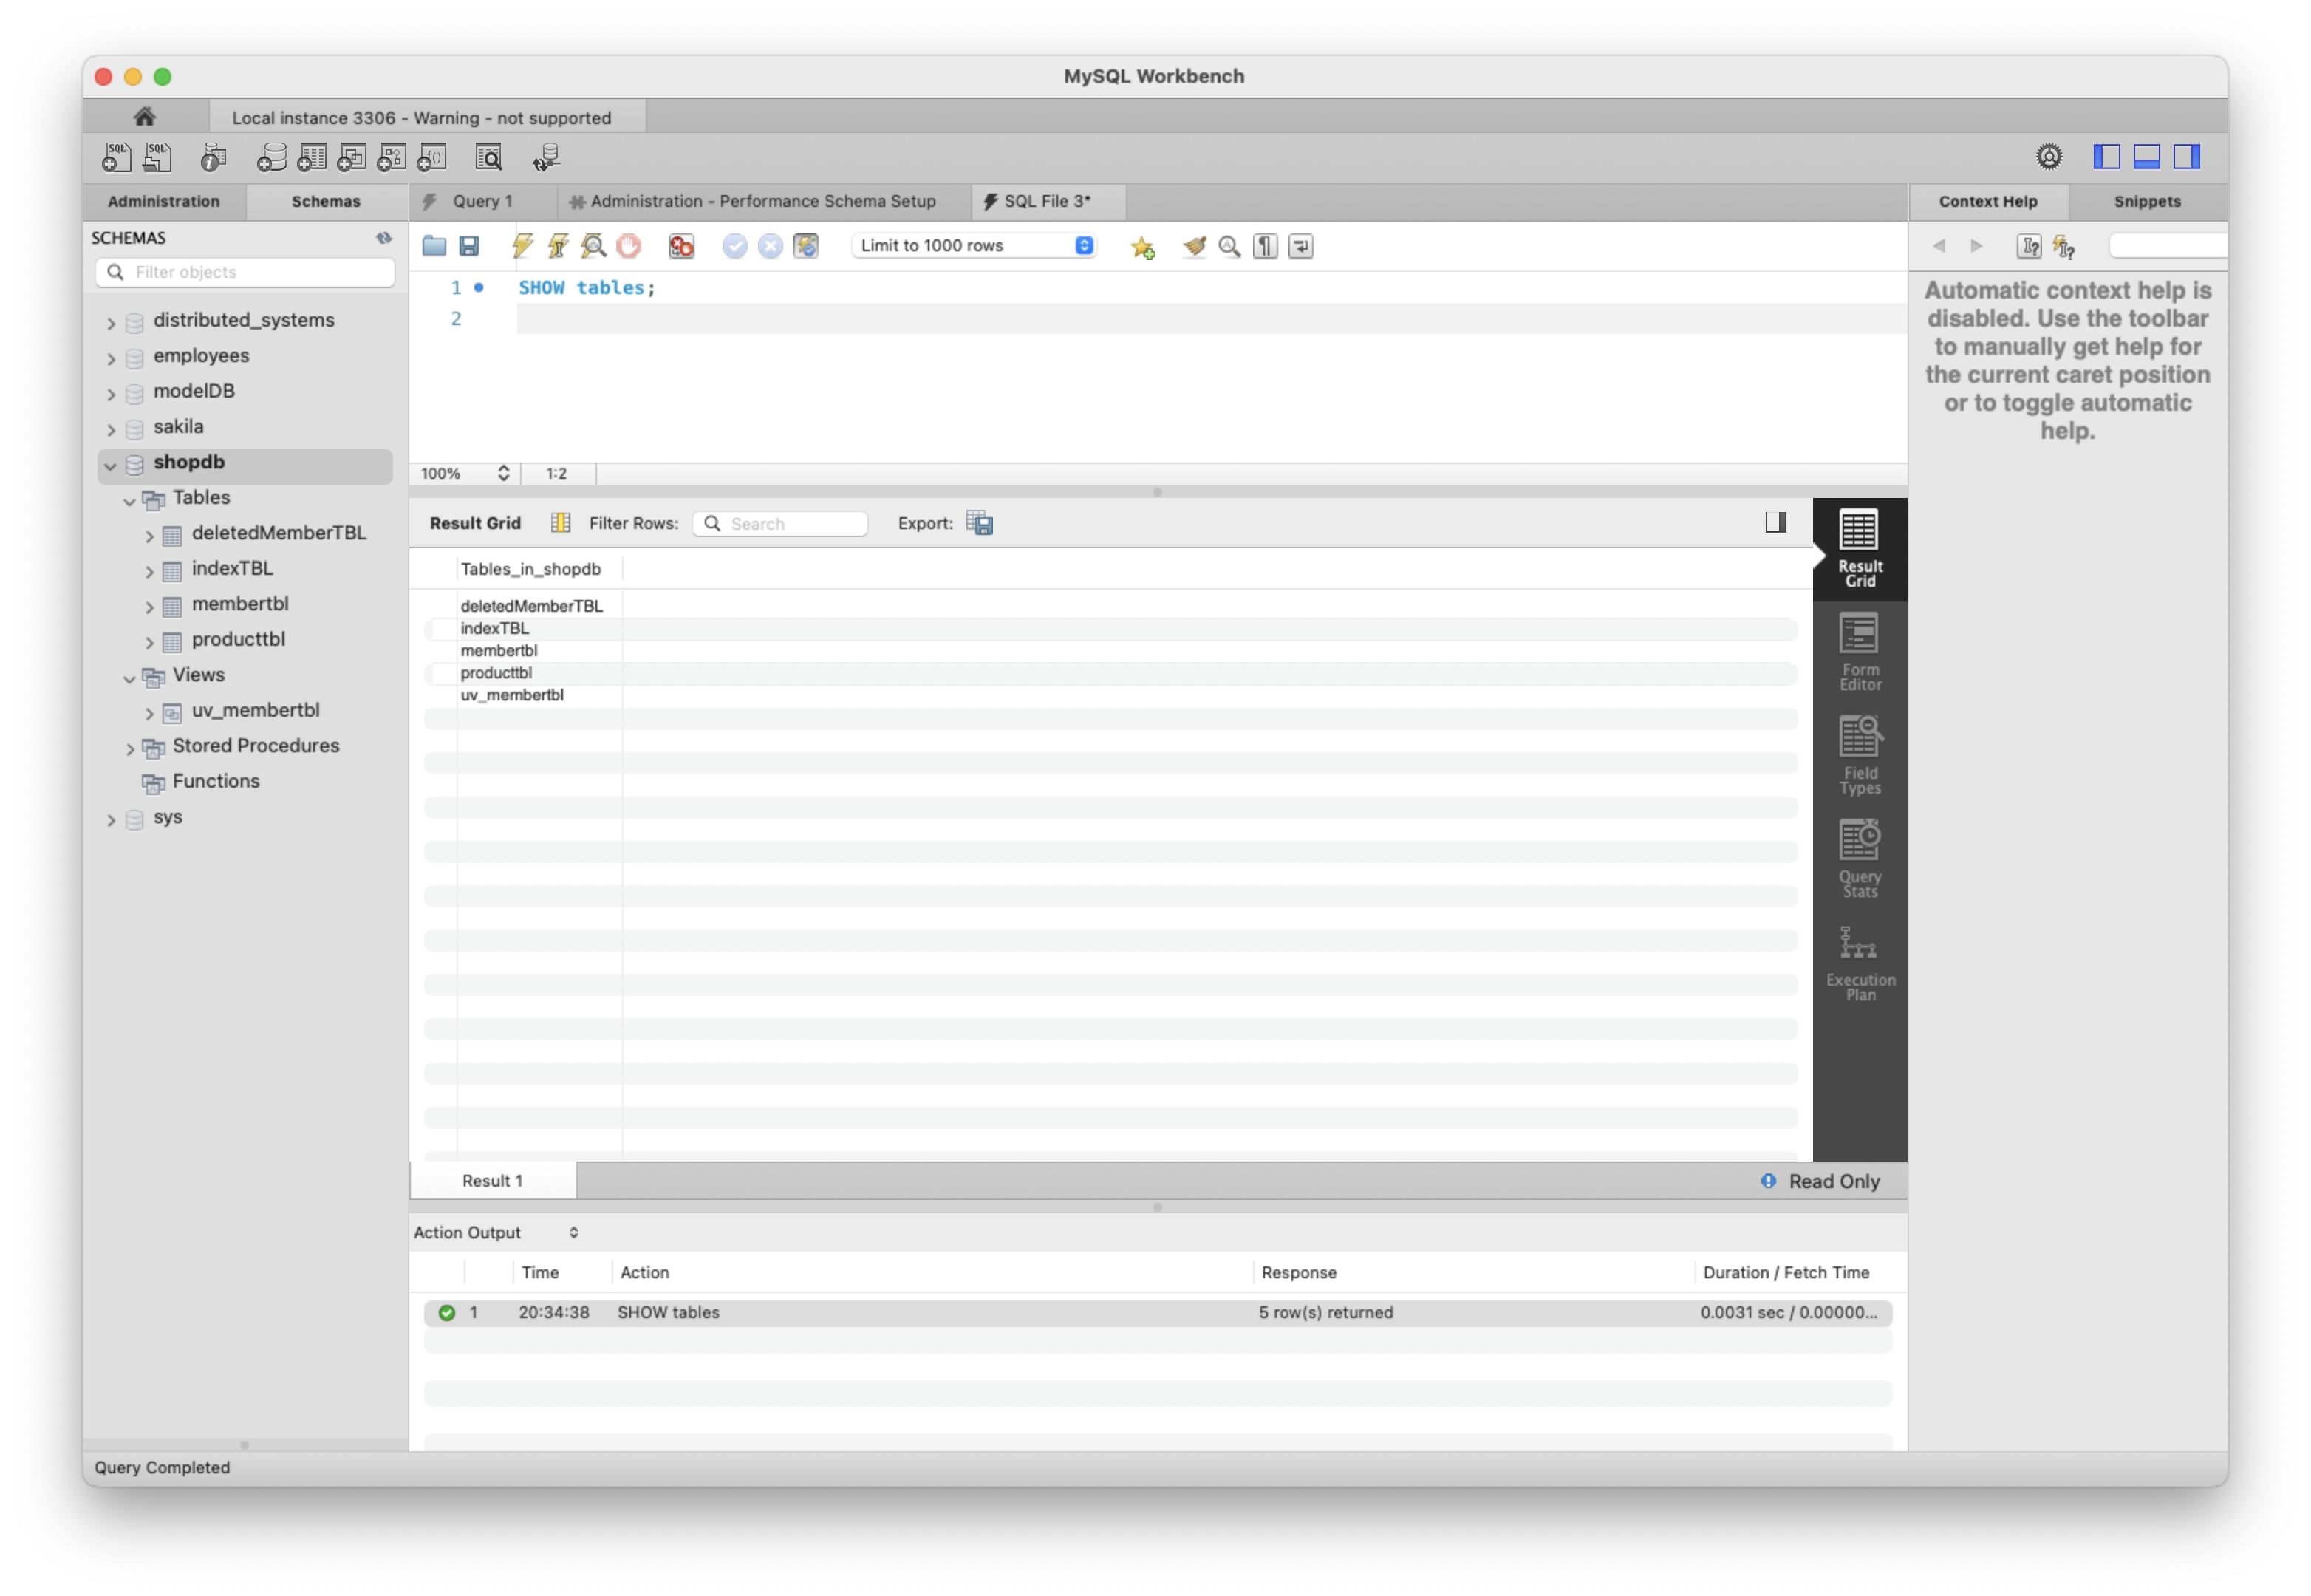 MySQL Workbench
Local instance 3306 - Warning - not supported
SQL SQL f()
Administration Schemas Query 1 Administration - Performance Schema Setup SQL File 3* Context Help Snippets
SCHEMAS
Filter objects
Limit to 1000 rows
1 SHOW tables;
2
distributed_systems
employees
modelDB
sakila
shopdb
Tables
deletedMemberTBL
indexTBL
membertbl
producttbl
Views
uv_membertbl
Stored Procedures
Functions
sys
100% 1:2
Result Grid Filter Rows: Search Export:
Tables_in_shopdb
deletedMemberTBL
indexTBL
membertbl
producttbl
uv_membertbl
Result
Grid
Form
Editor
Field
Types
Query
Stats
Execution
Plan
Automatic context help is
disabled. Use the toolbar
to manually get help for
the current caret position
or to toggle automatic
help.
Result 1 Read Only
Action Output
Time Action Response Duration / Fetch Time
1 20:34:38 SHOW tables 5 row(s) returned 0.0031 sec / 0.00000...
Query Completed